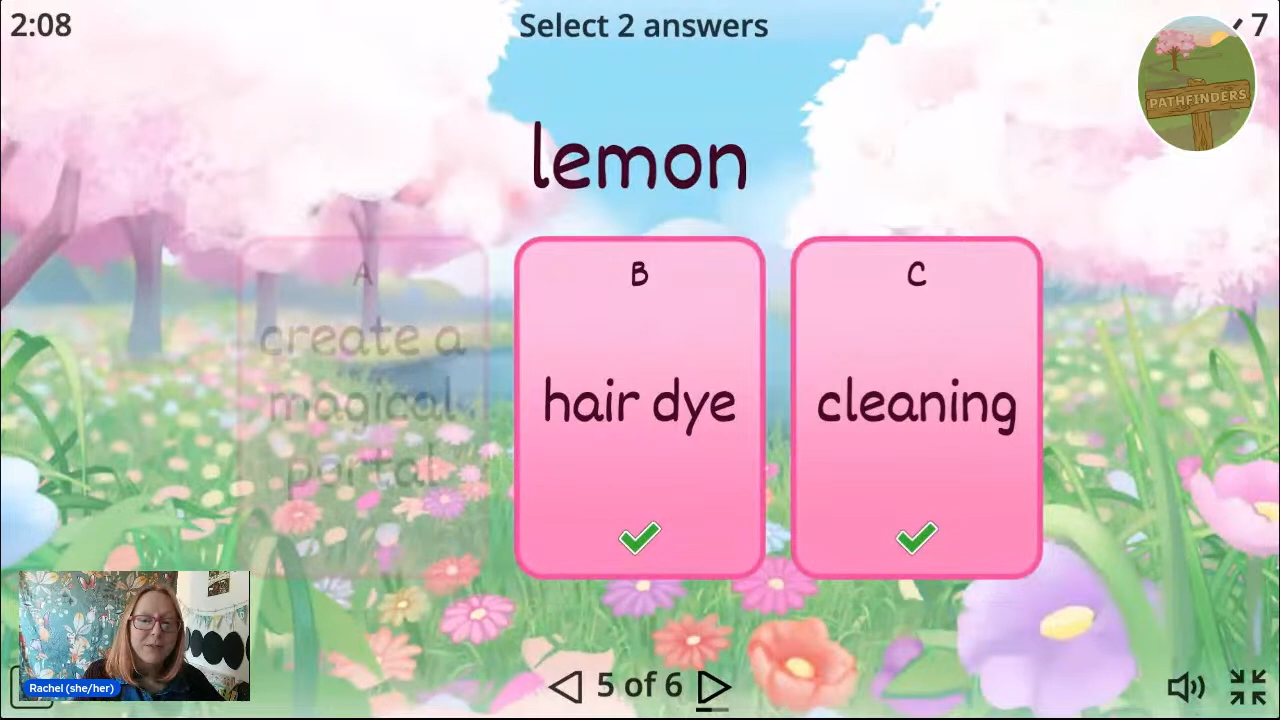 2:08
Select 2 answers
✓ 7
PATHFINDERS
lemon
A
create a
magical
portal
B
hair dye
C
cleaning
Rachel (she/her)
5 of 6